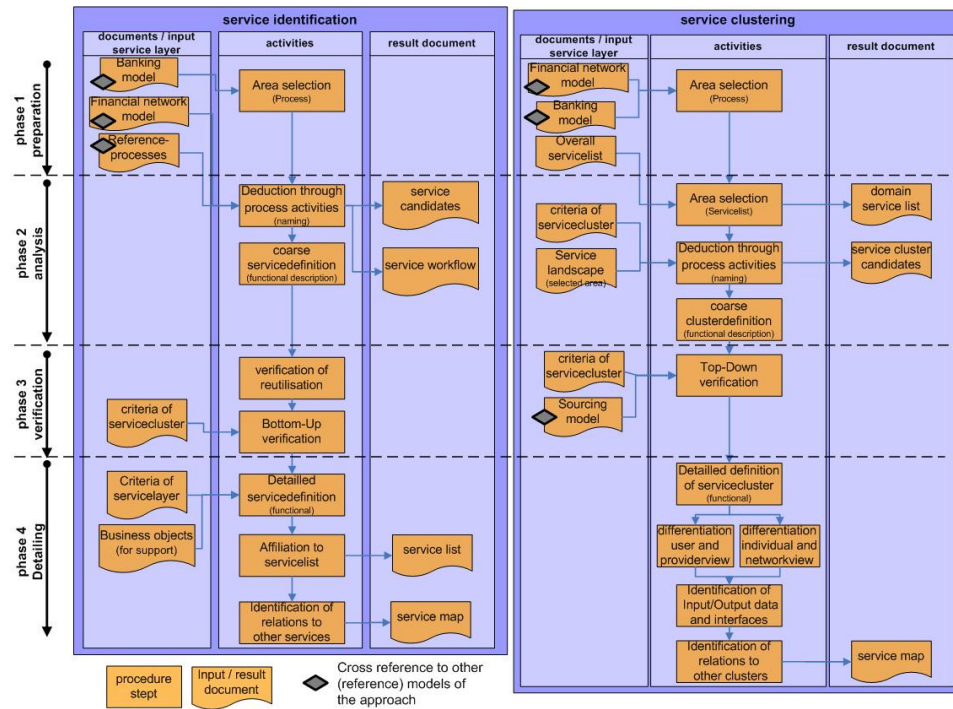 service identification
documents / input
service layer
activities
result document
phase 1
preparation
Banking
model
Financial network
model
Reference-
processes
Area selection
(Process)
phase 2
analysis
Deduction through
process activities
(naming)
service
candidates
coarse
servicedefinition
(functional description)
service workflow
phase 3
verification
verification of
reutilisation
criteria of
servicecluster
Bottom-Up
verification
phase 4
Detailing
Criteria of
servicelayer
Detailled
servicedefinition
(functional)
Business objects
(for support)
Affiliation to
servicelist
service list
Identification of
relations to
other services
service map
service clustering
documents / input
service layer
activities
result document
Financial network
model
Banking
model
Overall
servicelist
Area selection
(Process)
Area selection
(Servicelist)
domain
service list
criteria of
servicecluster
Service
landscape
(selected area)
Deduction through
process activities
(naming)
service cluster
candidates
coarse
clusterdefinition
(functional description)
criteria of
servicecluster
Sourcing
model
Top-Down
verification
Detailled definition
of servicecluster
(functional)
differentiation
user and
providerview
differentiation
individual and
networkview
Identification of
Input/Output data
and interfaces
Identification of
relations to
other clusters
service map
procedure
stept
Input / result
document
Cross reference to other
(reference) models of
the approach